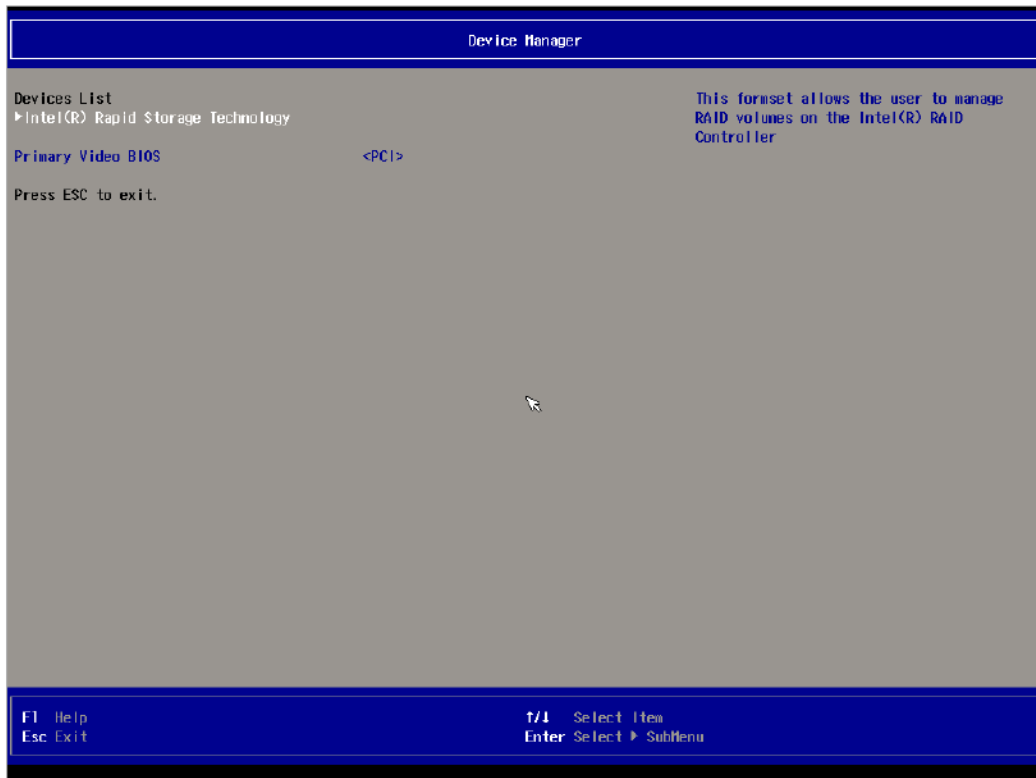 Device Manager
Devices List
▶Intel(R) Rapid Storage Technology
Primary Video BIOS <PCI>
Press ESC to exit.
This formset allows the user to manage
RAID volumes on the Intel(R) RAID
Controller
F1 Help
Esc Exit
↑/↓ Select Item
Enter Select ▶ SubMenu